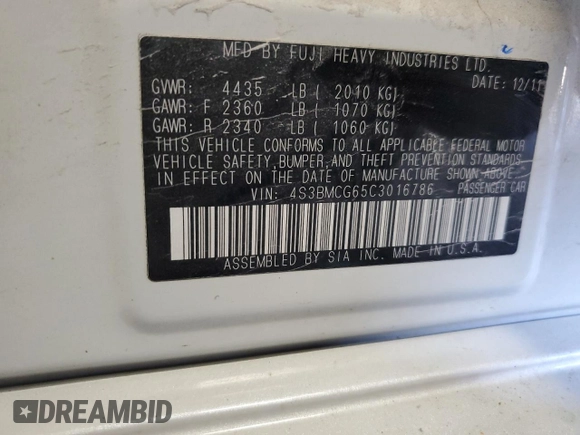 MFD BY FUJI HEAVY INDUSTRIES LTD.
DATE: 12/11
GVWR: 4435 LB ( 2010 KG)
GAWR: F 2360 LB ( 1070 KG)
GAWR: R 2340 LB ( 1060 KG)
THIS VEHICLE CONFORMS TO ALL APPLICABLE FEDERAL MOTOR
VEHICLE SAFETY,BUMPER,AND THEFT PREVENTION STANDARDS
IN EFFECT ON THE DATE OF MANUFACTURE SHOWN ABOVE
VIN: 4S3BMCG65C3016786 PASSENGER CAR
ASSEMBLED BY SIA INC. MADE IN U.S.A.
DREAMBID